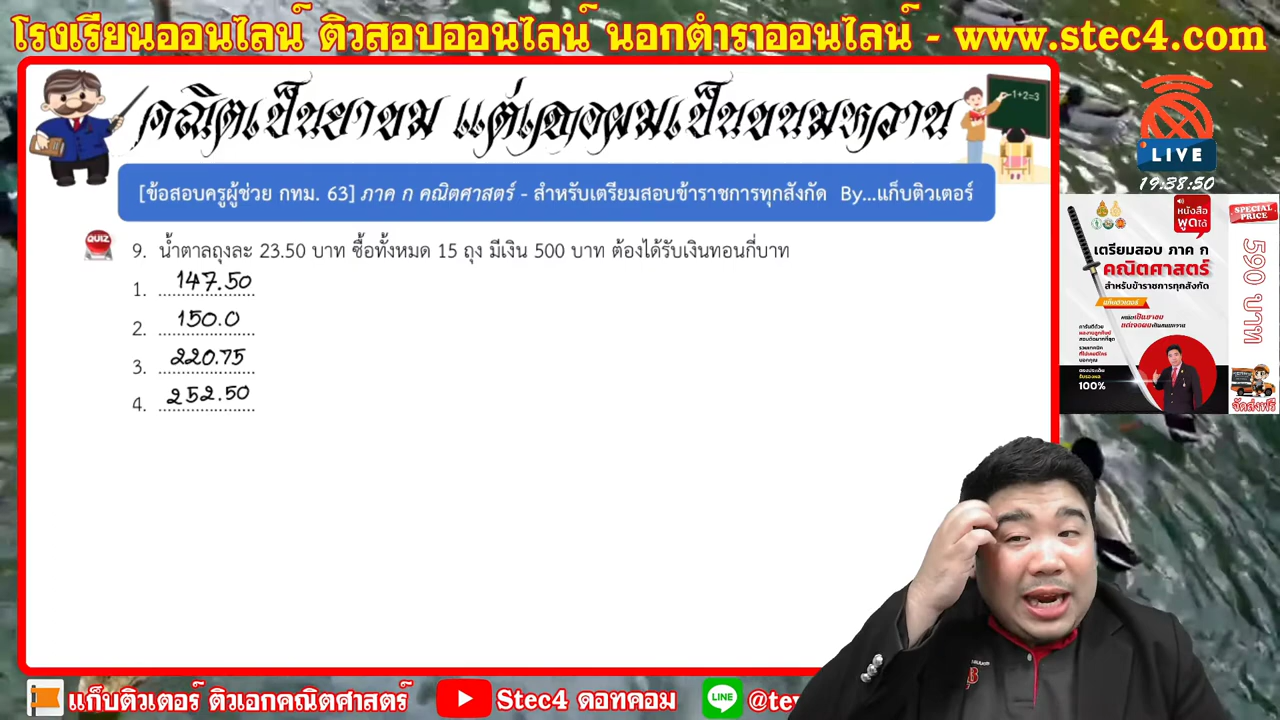 โรงเรียนออนไลน์ ติวสอบออนไลน์ นอกตำราออนไลน์ - www.stec4.com
คณิตเป็นยาขม แต่เจอผมเป็นขนมหวาน
-1+2=3
[ข้อสอบครูผู้ช่วย กทม. 63] ภาค ก คณิตศาสตร์ - สำหรับเตรียมสอบข้าราชการทุกสังกัด By...แก็บติวเตอร์
QUIZ
9. น้ำตาลถุงละ 23.50 บาท ซื้อทั้งหมด 15 ถุง มีเงิน 500 บาท ต้องได้รับเงินทอนกี่บาท
1. 147.50
2. 150.0
3. 220.75
4. 252.50
LIVE
19:38:50
หนังสือ
พูดได้
SPECIAL
PRICE
590 บาท
เตรียมสอบ ภาค ก
คณิตศาสตร์
สำหรับข้าราชการทุกสังกัด
แก็บติวเตอร์
100%
จัดส่งฟรี
แก็บติวเตอร์ ติวเอกคณิตศาสตร์
Stec4 ดอทคอม
LINE